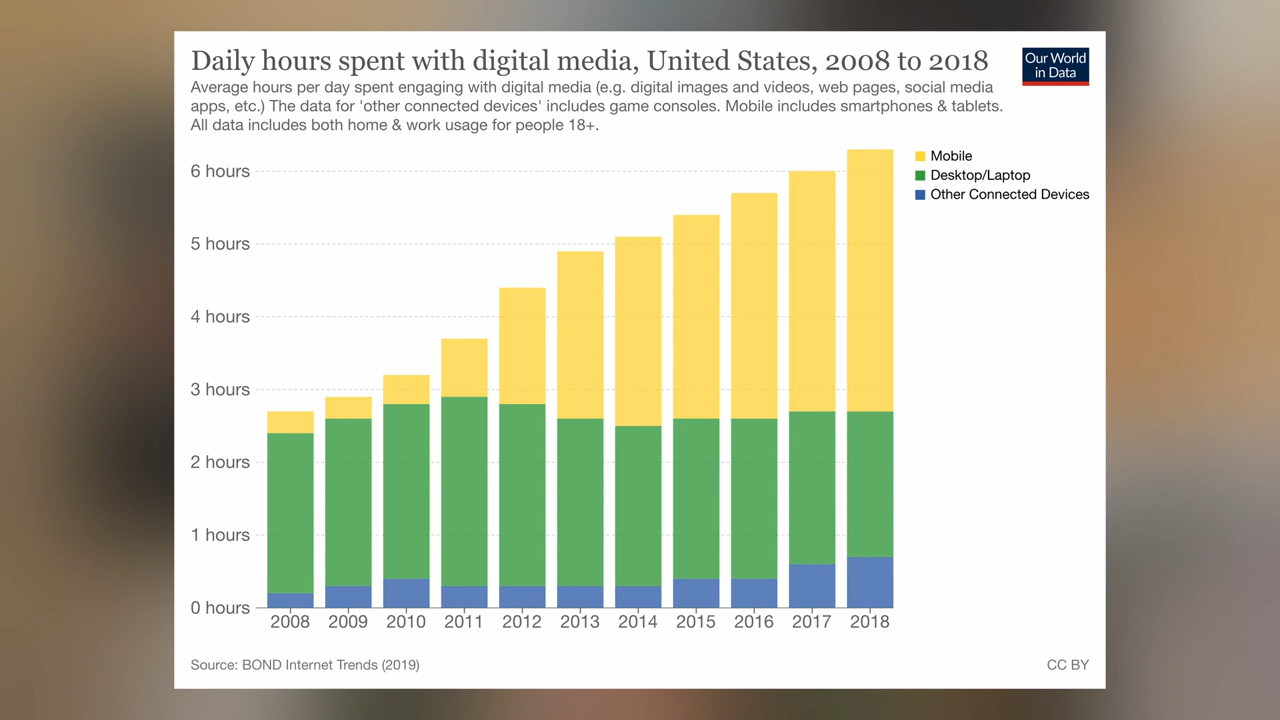 Daily hours spent with digital media, United States, 2008 to 2018
Our World
in Data
Average hours per day spent engaging with digital media (e.g. digital images and videos, web pages, social media
apps, etc.) The data for 'other connected devices' includes game consoles. Mobile includes smartphones & tablets.
All data includes both home & work usage for people 18+.
Mobile
Desktop/Laptop
Other Connected Devices
6 hours
5 hours
4 hours
3 hours
2 hours
1 hours
0 hours
2008 2009 2010 2011 2012 2013 2014 2015 2016 2017 2018
Source: BOND Internet Trends (2019)
CC BY